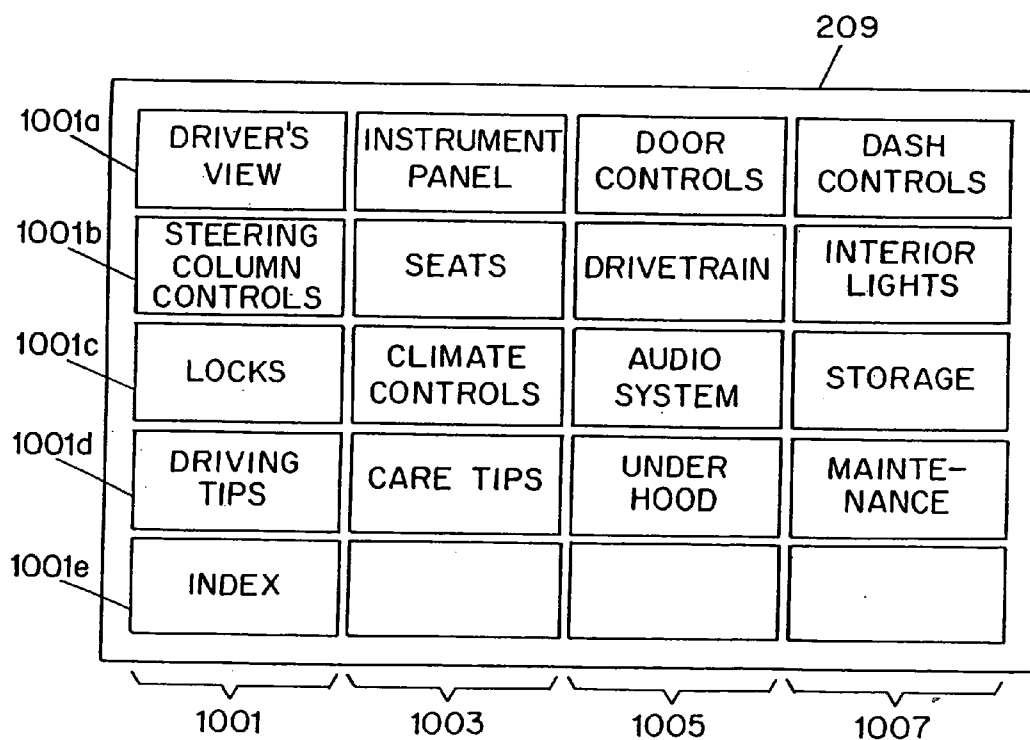 209
1001a
DRIVER'S
VIEW
INSTRUMENT
PANEL
DOOR
CONTROLS
DASH
CONTROLS
1001b
STEERING
COLUMN
CONTROLS
SEATS
DRIVETRAIN
INTERIOR
LIGHTS
1001c
LOCKS
CLIMATE
CONTROLS
AUDIO
SYSTEM
STORAGE
1001d
DRIVING
TIPS
CARE TIPS
UNDER
HOOD
MAINTE-
NANCE
1001e
INDEX
1001
1003
1005
1007